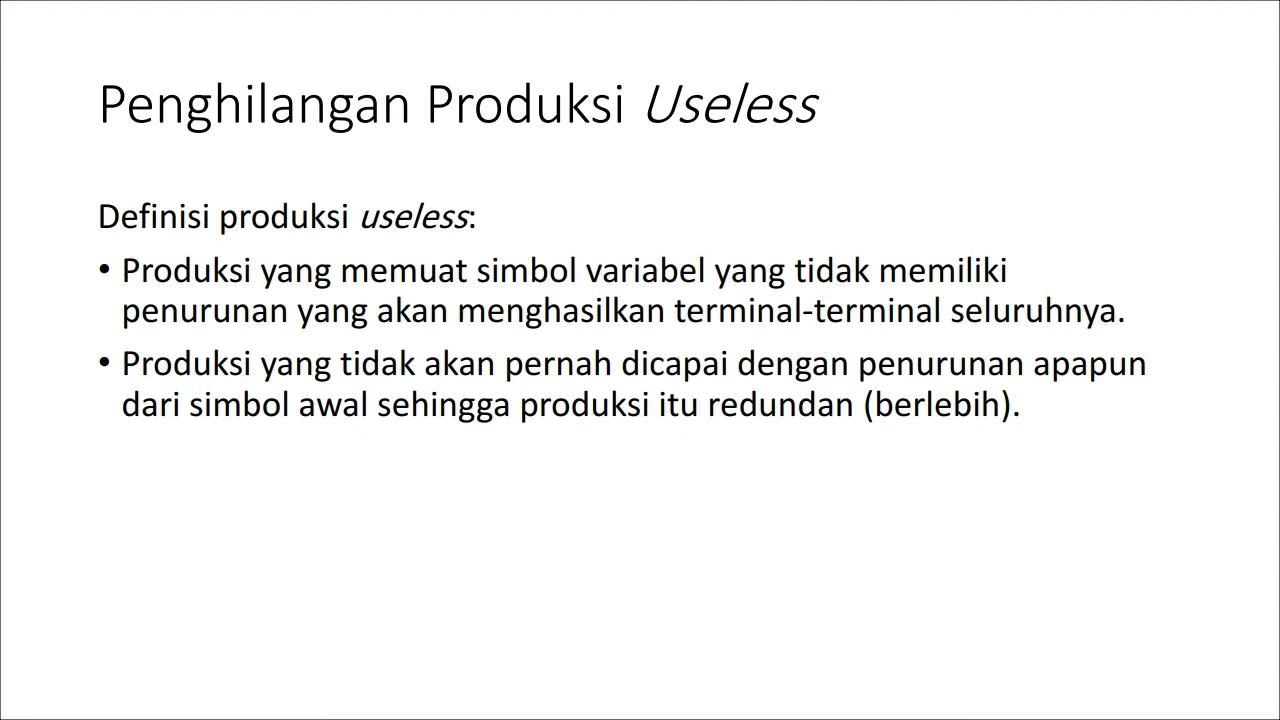 Penghilangan Produksi Useless
Definisi produksi useless:
• Produksi yang memuat simbol variabel yang tidak memiliki
penurunan yang akan menghasilkan terminal-terminal seluruhnya.
• Produksi yang tidak akan pernah dicapai dengan penurunan apapun
dari simbol awal sehingga produksi itu redundan (berlebih).